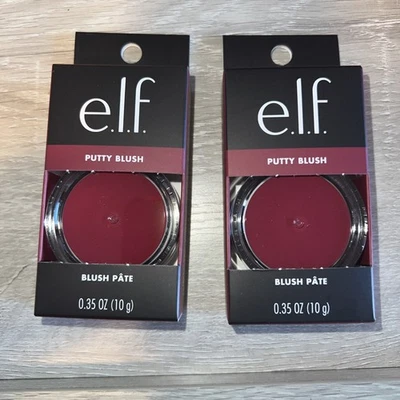 e.l.f.
PUTTY BLUSH
BLUSH PÂTE
0.35 OZ (10 g)
e.l.f.
PUTTY BLUSH
BLUSH PÂTE
0.35 OZ (10 g)